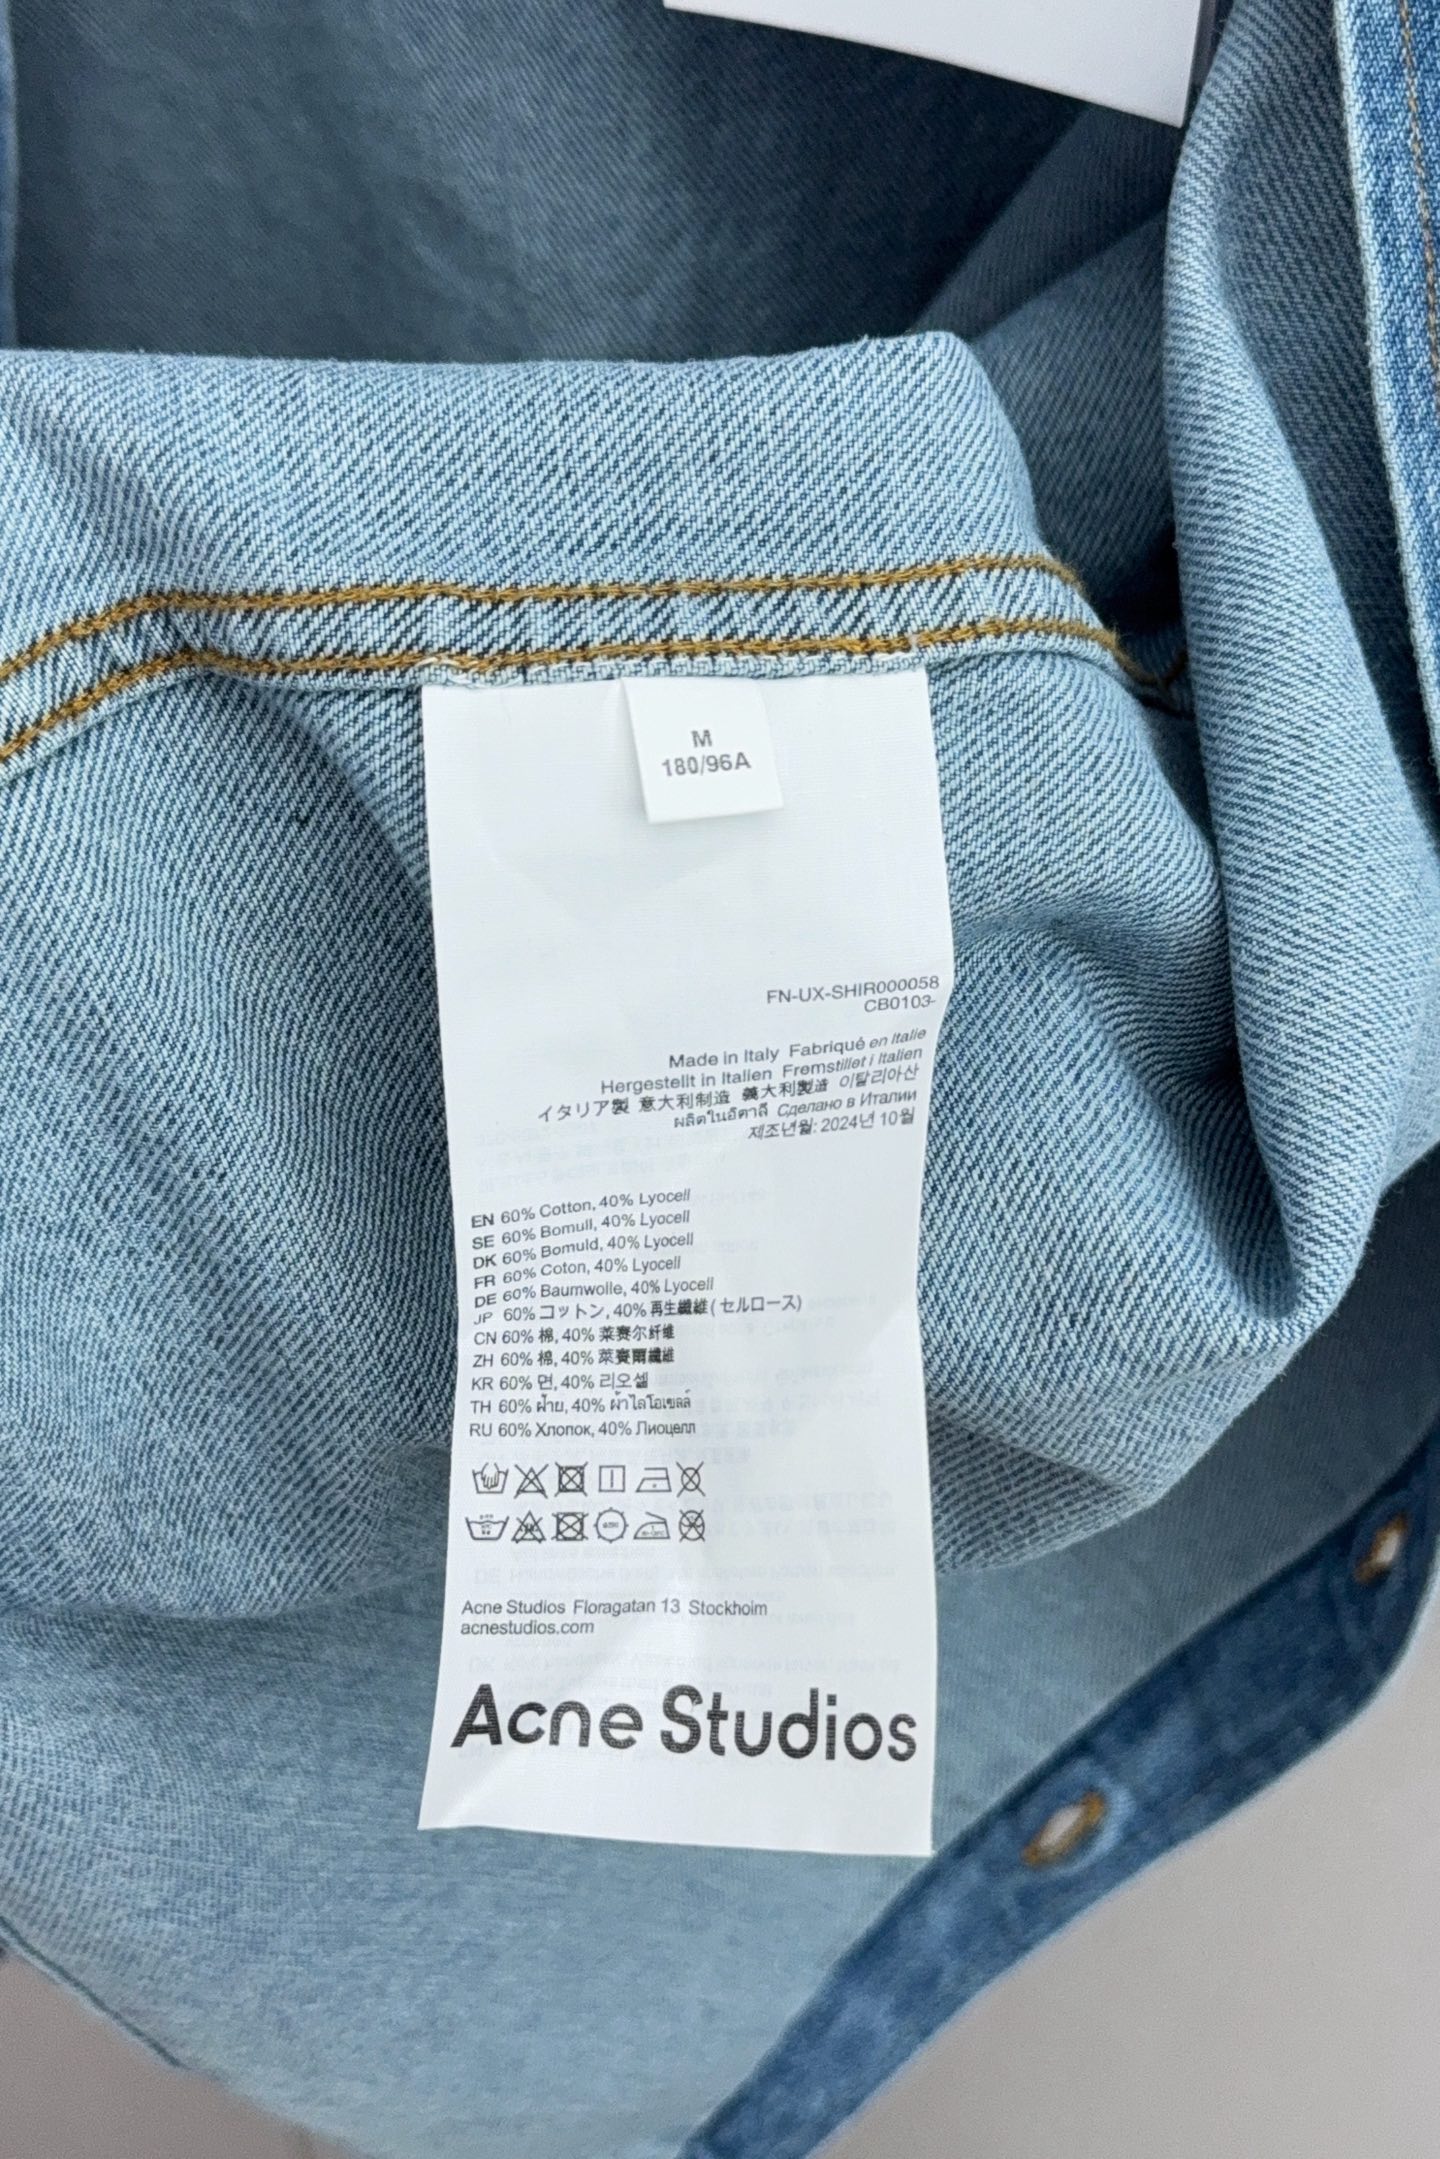 M
180/96A
FN-UX-SHIR000058
CB0103-
Made in Italy Fabriqué en Italie
Hergestellt in Italien Fremstillet i Italien
イタリア製 意大利制造 義大利製造 이탈리아산
ผลิตในอิตาลี Сделано в Италии
제조년월: 2024년 10월
EN 60% Cotton, 40% Lyocell
SE 60% Bomull, 40% Lyocell
DK 60% Bomuld, 40% Lyocell
FR 60% Coton, 40% Lyocell
DE 60% Baumwolle, 40% Lyocell
JP 60% コットン, 40% 再生繊維 (セルロース)
CN 60% 棉, 40% 莱赛尔纤维
ZH 60% 棉, 40% 萊賽爾纖維
KR 60% 면, 40% 리오셀
TH 60% ฝ้าย, 40% ผ้าไลโอเซลล์
RU 60% Хлопок, 40% Лиоцелл
Acne Studios Floragatan 13 Stockholm
acnestudios.com
Acne Studios